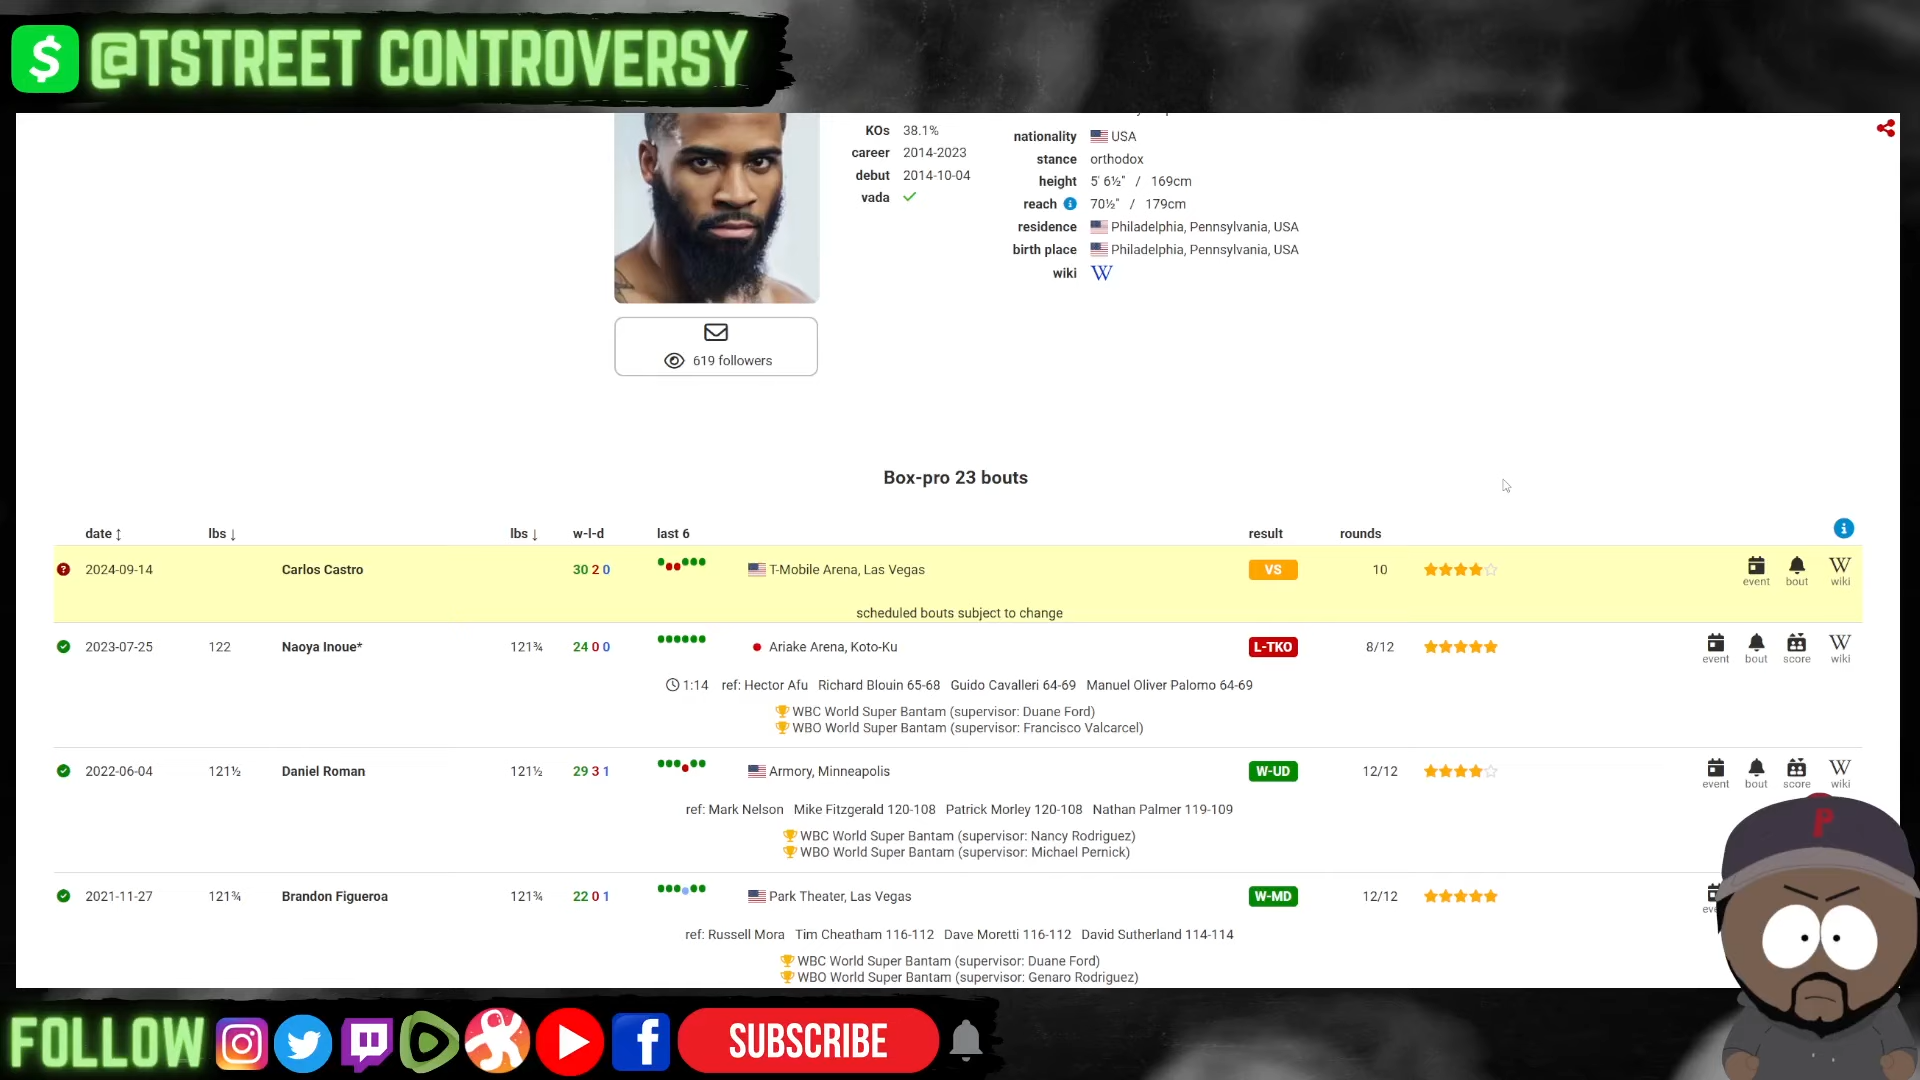 $ @TSTREET CONTROVERSY
KOs 38.1%
career 2014-2023
debut 2014-10-04
vada
nationality USA
stance orthodox
height 5' 6½" / 169cm
reach i 70½" / 179cm
residence Philadelphia, Pennsylvania, USA
birth place Philadelphia, Pennsylvania, USA
wiki W
619 followers
Box-pro 23 bouts
date ↕ lbs ↓ lbs ↓ w-l-d last 6 result rounds i
? 2024-09-14 Carlos Castro 30 2 0 T-Mobile Arena, Las Vegas VS 10 W
event bout wiki
scheduled bouts subject to change
2023-07-25 122 Naoya Inoue* 121¾ 24 0 0 Ariake Arena, Koto-Ku L-TKO 8/12 W
event bout score wiki
1:14 ref: Hector Afu Richard Blouin 65-68 Guido Cavalleri 64-69 Manuel Oliver Palomo 64-69
WBC World Super Bantam (supervisor: Duane Ford)
WBO World Super Bantam (supervisor: Francisco Valcarcel)
2022-06-04 121½ Daniel Roman 121½ 29 3 1 Armory, Minneapolis W-UD 12/12 W
event bout score wiki
ref: Mark Nelson Mike Fitzgerald 120-108 Patrick Morley 120-108 Nathan Palmer 119-109
WBC World Super Bantam (supervisor: Nancy Rodriguez)
WBO World Super Bantam (supervisor: Michael Pernick)
2021-11-27 121¾ Brandon Figueroa 121¾ 22 0 1 Park Theater, Las Vegas W-MD 12/12
ref: Russell Mora Tim Cheatham 116-112 Dave Moretti 116-112 David Sutherland 114-114
WBC World Super Bantam (supervisor: Duane Ford)
WBO World Super Bantam (supervisor: Genaro Rodriguez)
P
FOLLOW f SUBSCRIBE